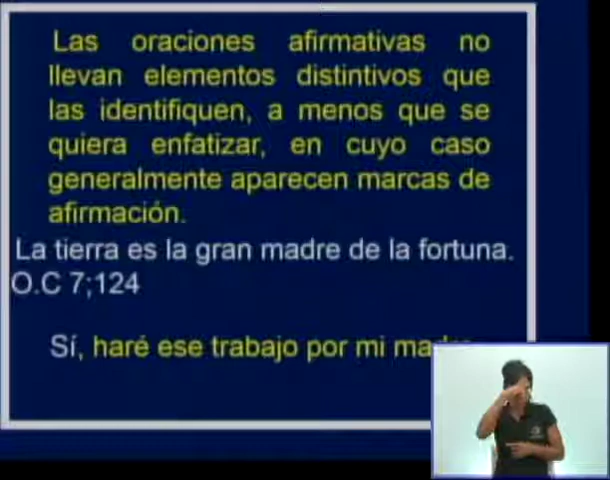 Las oraciones afirmativas no
llevan elementos distintivos que
las identifiquen, a menos que se
quiera enfatizar, en cuyo caso
generalmente aparecen marcas de
afirmación.
La tierra es la gran madre de la fortuna.
O.C 7;124
Sí, haré ese trabajo por mi madre